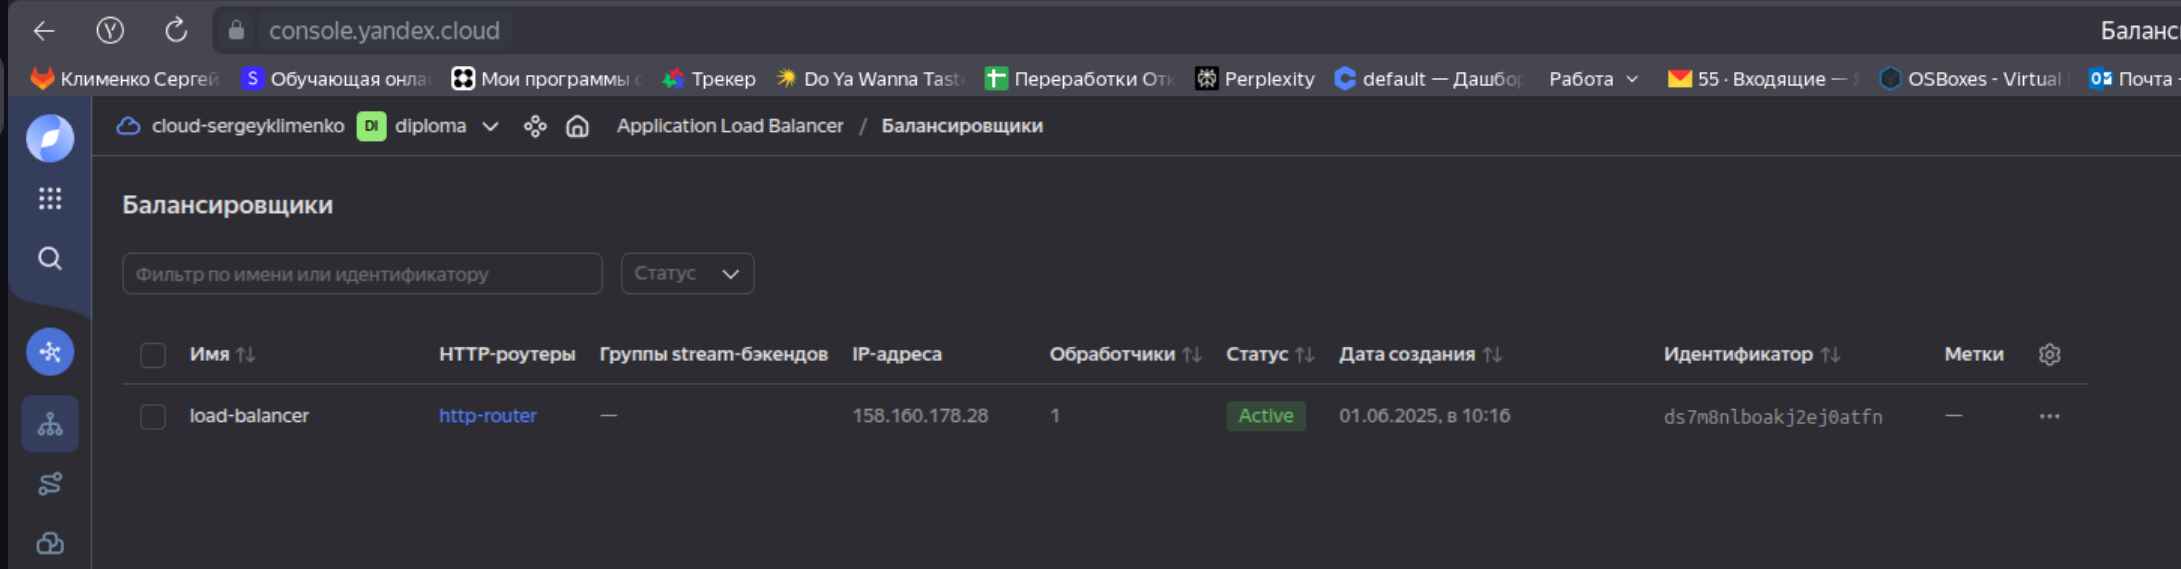 console.yandex.cloud Баланс
Клименко Сергей S Обучающая онла Мои программы с Трекер Do Ya Wanna Tast Переработки Отк Perplexity default — Дашбор Работа 55 · Входящие — OSBoxes - Virtual Почта
cloud-sergeyklimenko DI diploma Application Load Balancer / Балансировщики
Балансировщики
Фильтр по имени или идентификатору Статус
Имя HTTP-роутеры Группы stream-бэкендов IP-адреса Обработчики Статус Дата создания Идентификатор Метки
load-balancer http-router — 158.160.178.28 1 Active 01.06.2025, в 10:16 ds7m8nlboakj2ej0atfn —